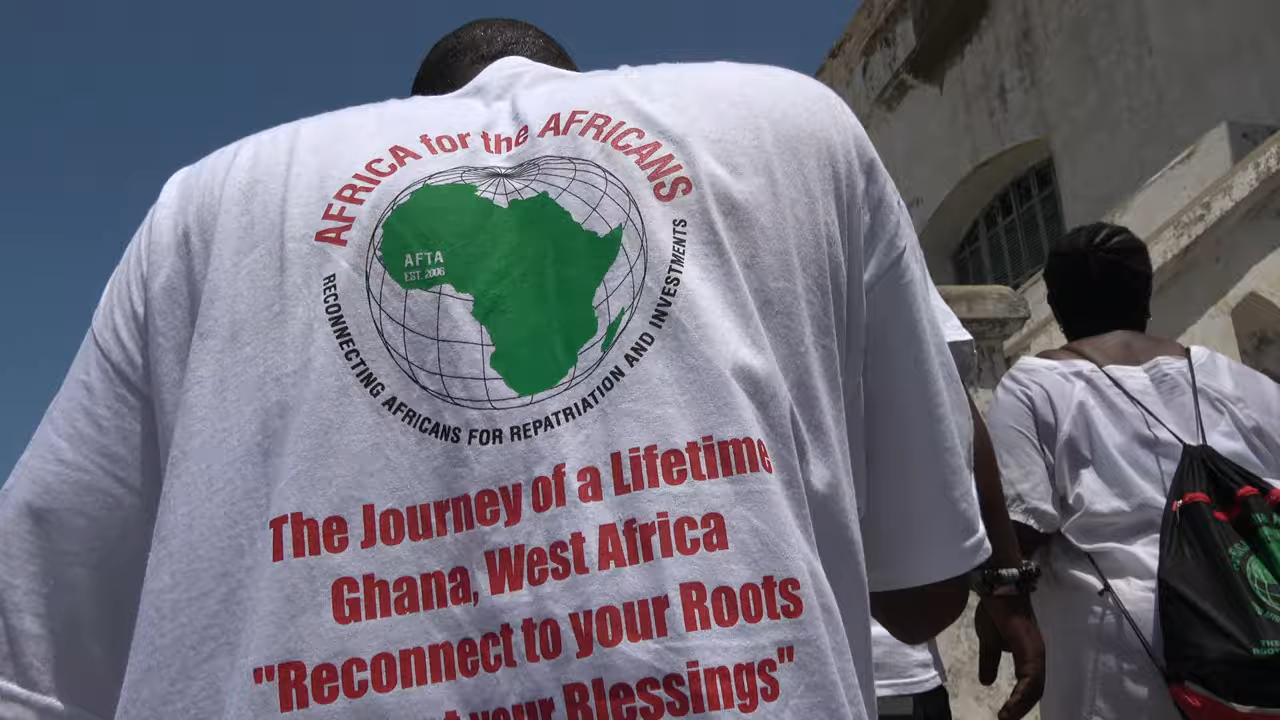 AFRICA for the AFRICANS
AFTA
EST. 2006
RECONNECTING AFRICANS FOR REPATRIATION AND INVESTMENTS
The Journey of a Lifetime
Ghana, West Africa
"Reconnect to your Roots
your Blessings"